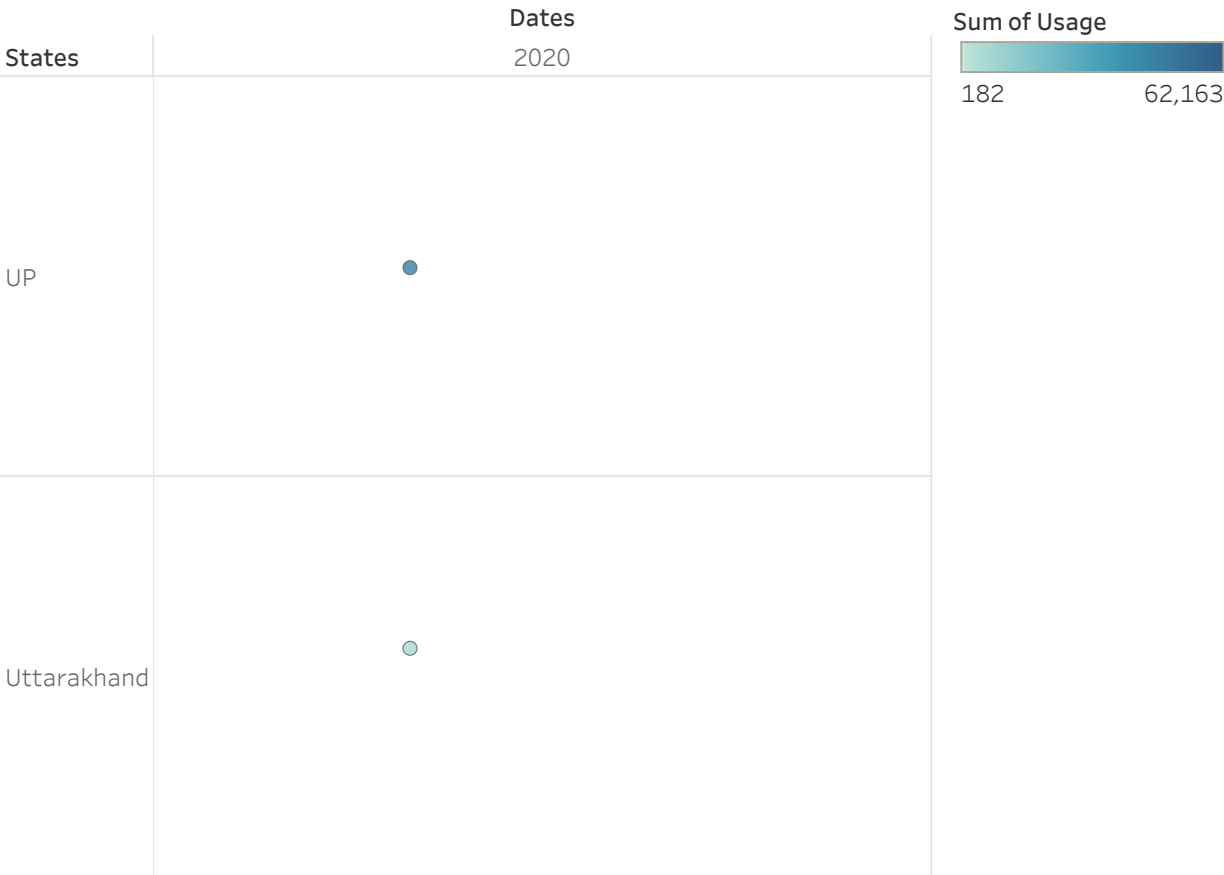 Dates
States
2020
UP
Uttarakhand
Sum of Usage
182
62,163